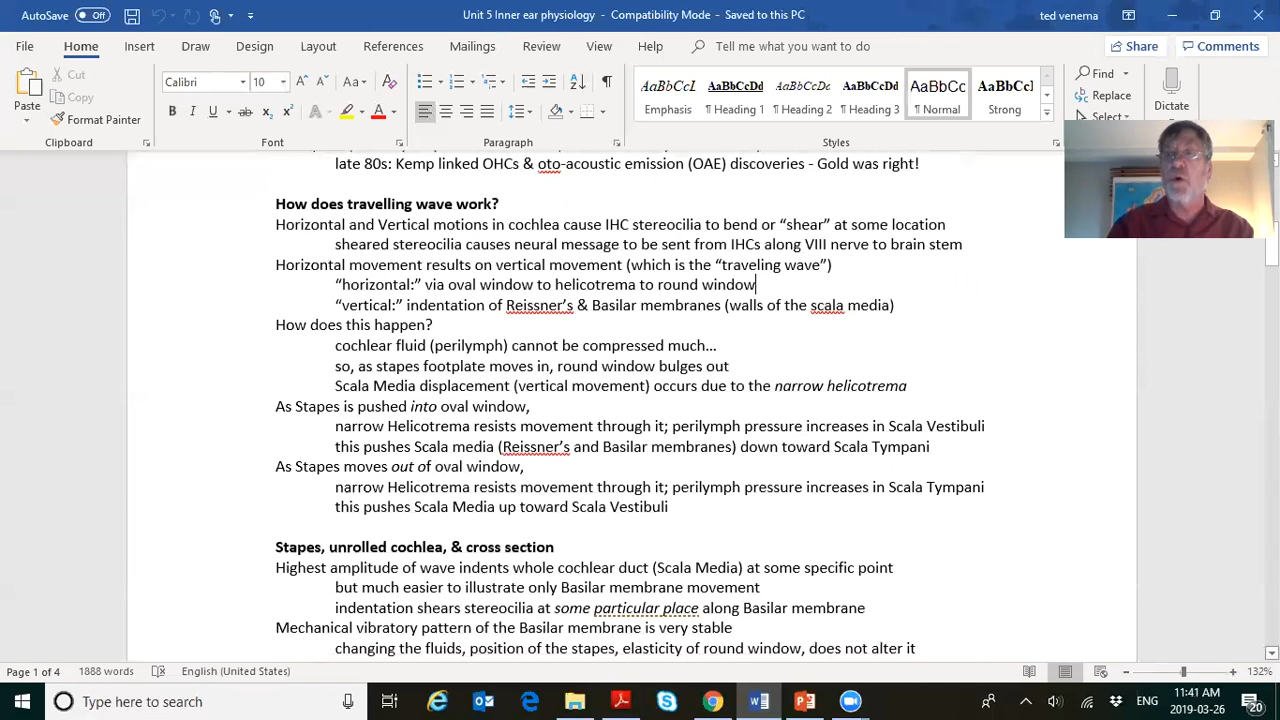 AutoSave Off
Unit 5 Inner ear physiology - Compatibility Mode - Saved to this PC
ted venema
File Home Insert Draw Design Layout References Mailings Review View Help Tell me what you want to do Share Comments
Paste
Cut
Copy
Format Painter
Clipboard
Calibri 10
Font
Paragraph
AaBbCcL AaBbCcDd AaBbCcDc AaBbCcDd AaBbCc AaBbCc
Emphasis ¶ Heading 1 ¶ Heading 2 ¶ Heading 3 ¶ Normal Strong
Styles
Find
Replace
Select
Dictate
late 80s: Kemp linked OHCs & oto-acoustic emission (OAE) discoveries - Gold was right!
How does travelling wave work?
Horizontal and Vertical motions in cochlea cause IHC stereocilia to bend or “shear” at some location
sheared stereocilia causes neural message to be sent from IHCs along VIII nerve to brain stem
Horizontal movement results on vertical movement (which is the “traveling wave”)
“horizontal:” via oval window to helicotrema to round window
“vertical:” indentation of Reissner’s & Basilar membranes (walls of the scala media)
How does this happen?
cochlear fluid (perilymph) cannot be compressed much…
so, as stapes footplate moves in, round window bulges out
Scala Media displacement (vertical movement) occurs due to the narrow helicotrema
As Stapes is pushed into oval window,
narrow Helicotrema resists movement through it; perilymph pressure increases in Scala Vestibuli
this pushes Scala media (Reissner’s and Basilar membranes) down toward Scala Tympani
As Stapes moves out of oval window,
narrow Helicotrema resists movement through it; perilymph pressure increases in Scala Tympani
this pushes Scala Media up toward Scala Vestibuli
Stapes, unrolled cochlea, & cross section
Highest amplitude of wave indents whole cochlear duct (Scala Media) at some specific point
but much easier to illustrate only Basilar membrane movement
indentation shears stereocilia at some particular place along Basilar membrane
Mechanical vibratory pattern of the Basilar membrane is very stable
changing the fluids, position of the stapes, elasticity of round window, does not alter it
Page 1 of 4 1888 words English (United States) 132%
Type here to search
ENG
11:41 AM
2019-03-26
20